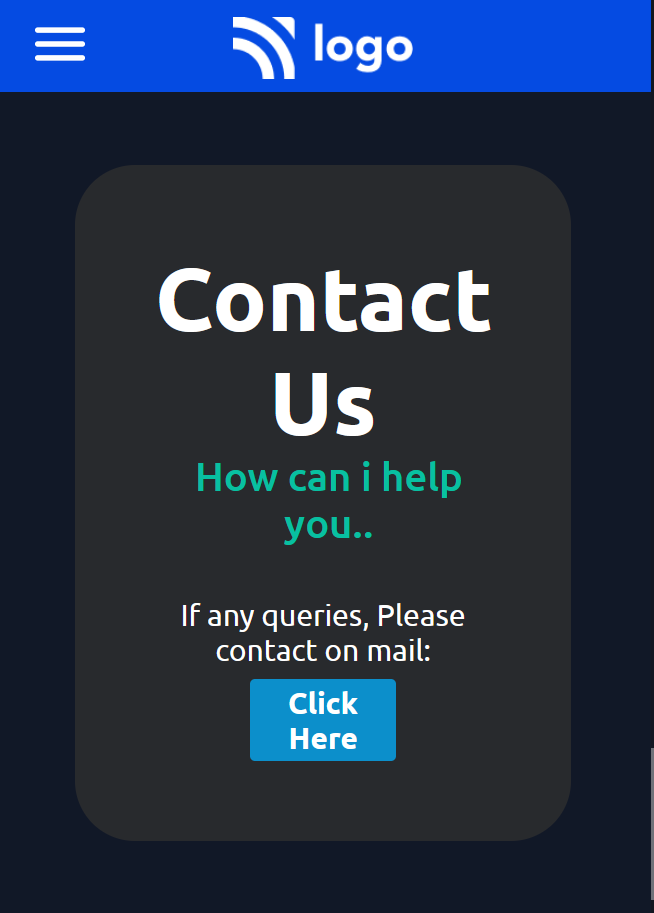 logo
Contact
Us
How can i help
you..
If any queries, Please
contact on mail:
Click
Here